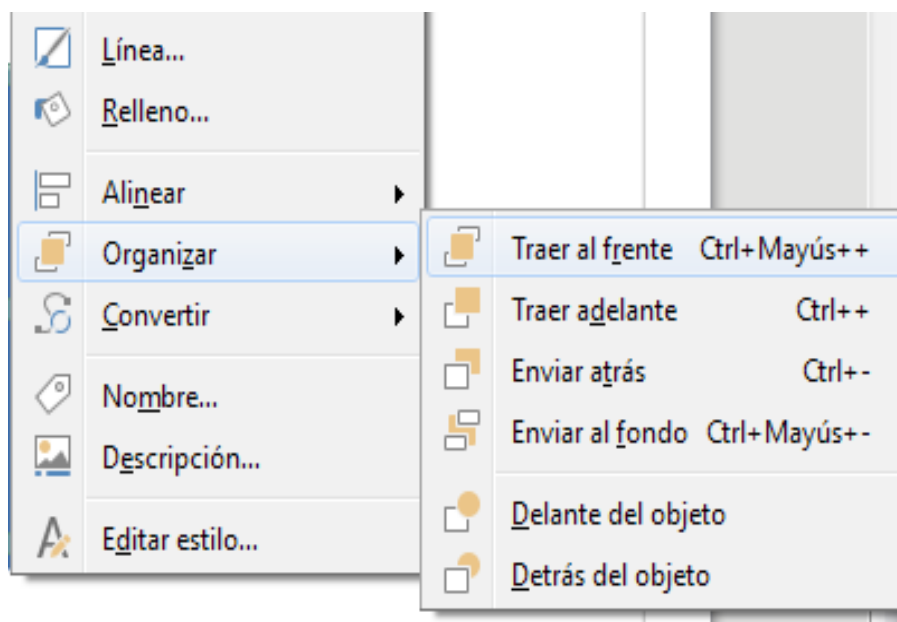 Línea...
Relleno...
Alinear
Organizar
Convertir
Nombre...
Descripción...
Editar estilo...
Traer al frente Ctrl+Mayús++
Traer adelante Ctrl++
Enviar atrás Ctrl+-
Enviar al fondo Ctrl+Mayús+-
Delante del objeto
Detrás del objeto